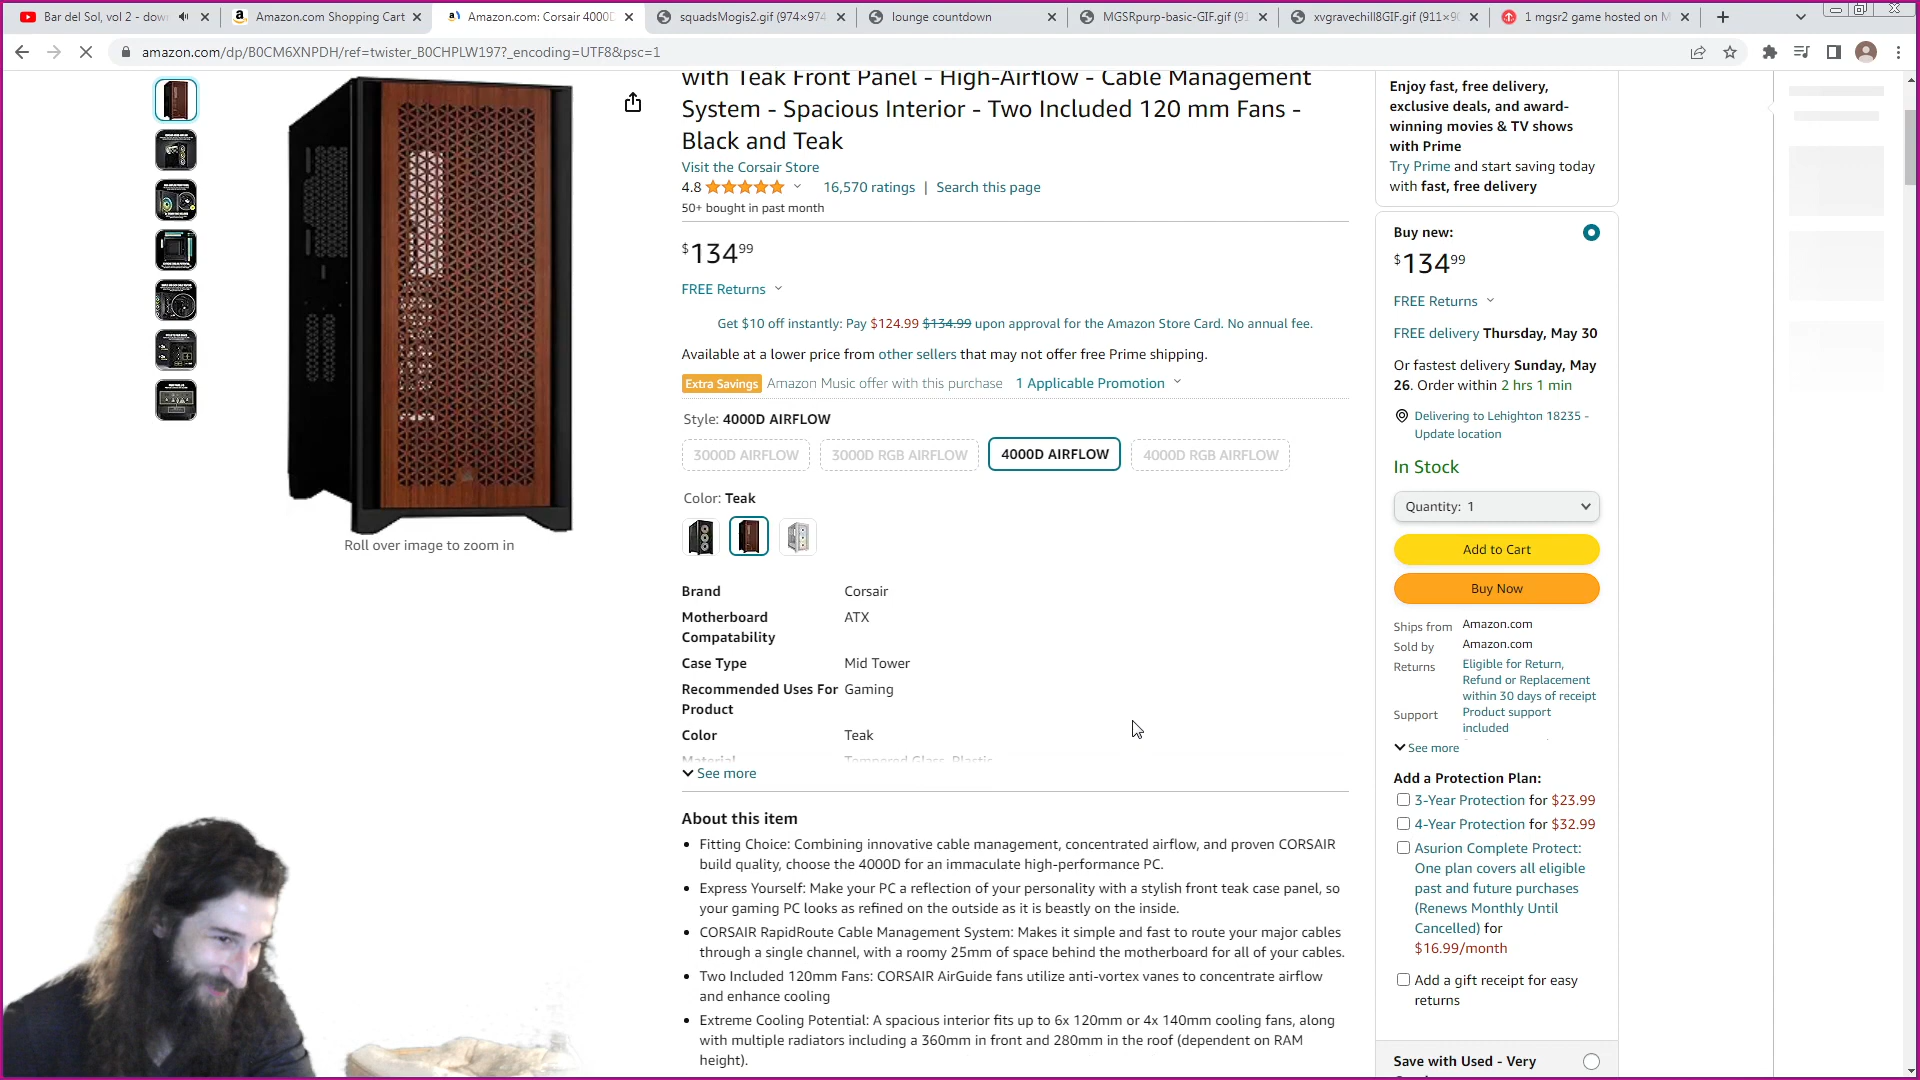 Bar del Sol, vol 2 - dow
Amazon.com Shopping Cart
Amazon.com: Corsair 4000D
squadsMogis2.gif (974×974
lounge countdown
MGSRpurp-basic-GIF.gif (91
xvgravechill8GIF.gif (911×90
1 mgsr2 game hosted on M
amazon.com/dp/B0CM6XNPDH/ref=twister_B0CHPLW197?_encoding=UTF8&psc=1
Roll over image to zoom in
with Teak Front Panel - High-Airflow - Cable Management
System - Spacious Interior - Two Included 120 mm Fans -
Black and Teak
Visit the Corsair Store
4.8 16,570 ratings | Search this page
50+ bought in past month
$134.99
FREE Returns
Get $10 off instantly: Pay $124.99 $134.99 upon approval for the Amazon Store Card. No annual fee.
Available at a lower price from other sellers that may not offer free Prime shipping.
Extra Savings Amazon Music offer with this purchase 1 Applicable Promotion
Style: 4000D AIRFLOW
3000D AIRFLOW 3000D RGB AIRFLOW 4000D AIRFLOW 4000D RGB AIRFLOW
Color: Teak
Brand Corsair
Motherboard ATX
Compatability
Case Type Mid Tower
Recommended Uses For Gaming
Product
Color Teak
Material Tempered Glass, Plastic
See more
About this item
• Fitting Choice: Combining innovative cable management, concentrated airflow, and proven CORSAIR
build quality, choose the 4000D for an immaculate high-performance PC.
• Express Yourself: Make your PC a reflection of your personality with a stylish front teak case panel, so
your gaming PC looks as refined on the outside as it is beastly on the inside.
• CORSAIR RapidRoute Cable Management System: Makes it simple and fast to route your major cables
through a single channel, with a roomy 25mm of space behind the motherboard for all of your cables.
• Two Included 120mm Fans: CORSAIR AirGuide fans utilize anti-vortex vanes to concentrate airflow
and enhance cooling
• Extreme Cooling Potential: A spacious interior fits up to 6x 120mm or 4x 140mm cooling fans, along
with multiple radiators including a 360mm in front and 280mm in the roof (dependent on RAM
height).
Enjoy fast, free delivery,
exclusive deals, and award-
winning movies & TV shows
with Prime
Try Prime and start saving today
with fast, free delivery
Buy new:
$134.99
FREE Returns
FREE delivery Thursday, May 30
Or fastest delivery Sunday, May
26. Order within 2 hrs 1 min
Delivering to Lehighton 18235 -
Update location
In Stock
Quantity: 1
Add to Cart
Buy Now
Ships from Amazon.com
Sold by Amazon.com
Returns Eligible for Return,
Refund or Replacement
within 30 days of receipt
Support Product support
included
See more
Add a Protection Plan:
3-Year Protection for $23.99
4-Year Protection for $32.99
Asurion Complete Protect:
One plan covers all eligible
past and future purchases
(Renews Monthly Until
Cancelled) for
$16.99/month
Add a gift receipt for easy
returns
Save with Used - Very